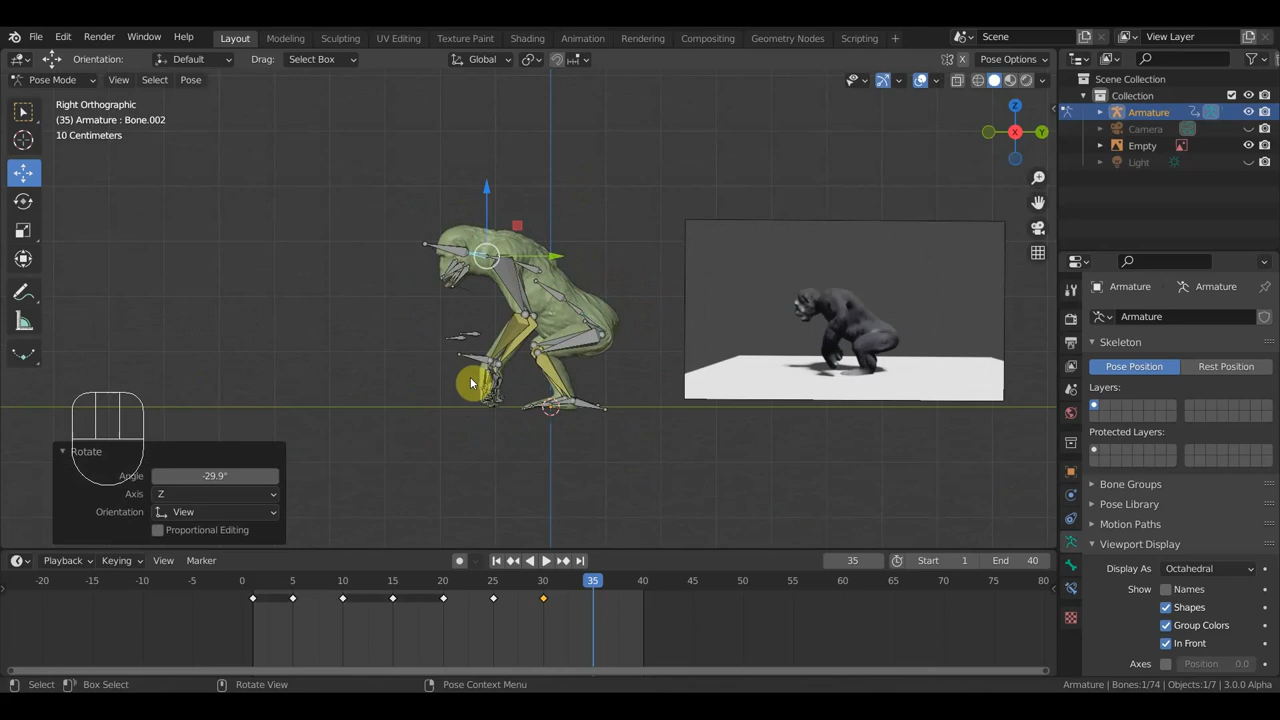 File Edit Render Window Help Layout Modeling Sculpting UV Editing Texture Paint Shading Animation Rendering Compositing Geometry Nodes Scripting + Scene View Layer
Orientation: Default Drag: Select Box Global Pose Options
Pose Mode View Select Pose X
Scene Collection
Right Orthographic
(35) Armature : Bone.002
10 Centimeters
Collection
Armature
Camera
Empty
Light
Z
X
Y
Armature Armature
Armature
Skeleton
Pose Position Rest Position
Layers:
Protected Layers:
Bone Groups
Pose Library
Motion Paths
Viewport Display
Display As Octahedral
Show Names
Shapes
Group Colors
In Front
Axes Position 0.0
Rotate
Angle -29.9°
Axis Z
Orientation View
Proportional Editing
Playback Keying View Marker 35 Start 1 End 40
-20 -15 -10 -5 0 5 10 15 20 25 30 35 40 45 50 55 60 65 70 75 80
Select Box Select Rotate View Pose Context Menu Armature | Bones:1/74 | Objects:1/7 | 3.0.0 Alpha